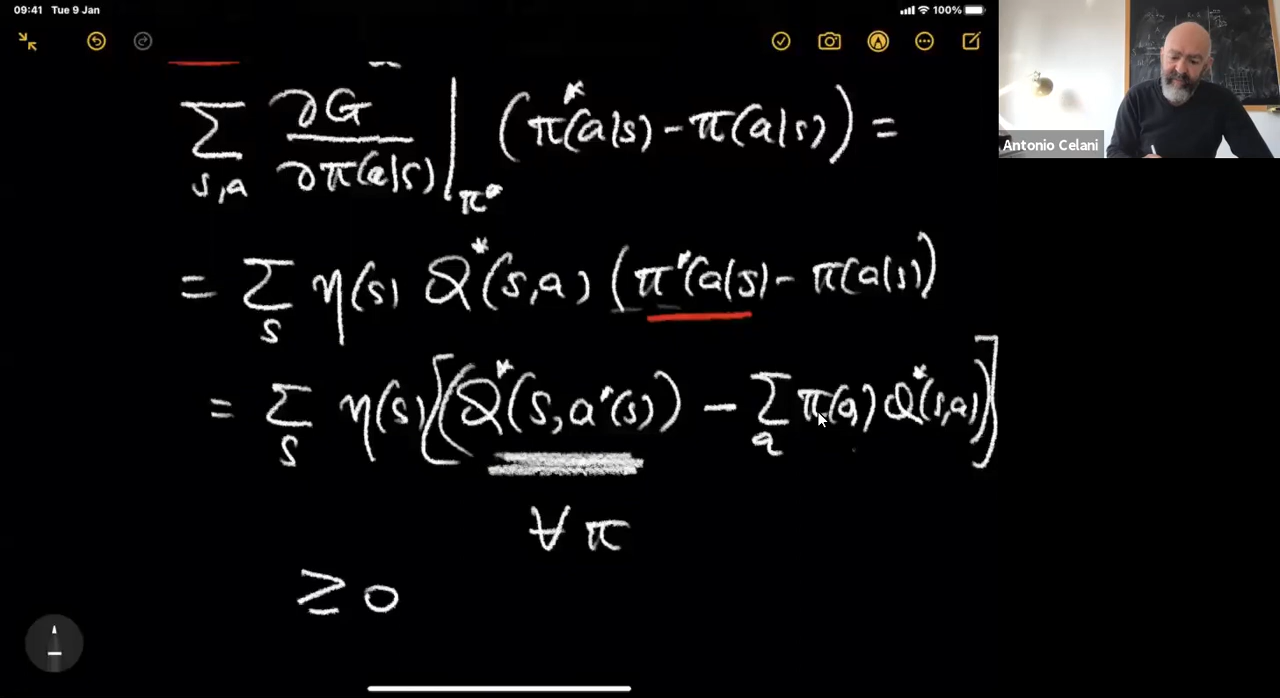 09:41 Tue 9 Jan 100%
Antonio Celani
∑ s,a ∂G/∂π(a|s) |π* (π*(a|s) - π(a|s)) =
= ∑ s η(s) Q*(s,a) (π*(a|s) - π(a|s))
= ∑ s η(s) [(Q*(s,a*(s)) - ∑ a π(a) Q*(s,a)]
∀ π
≥ 0